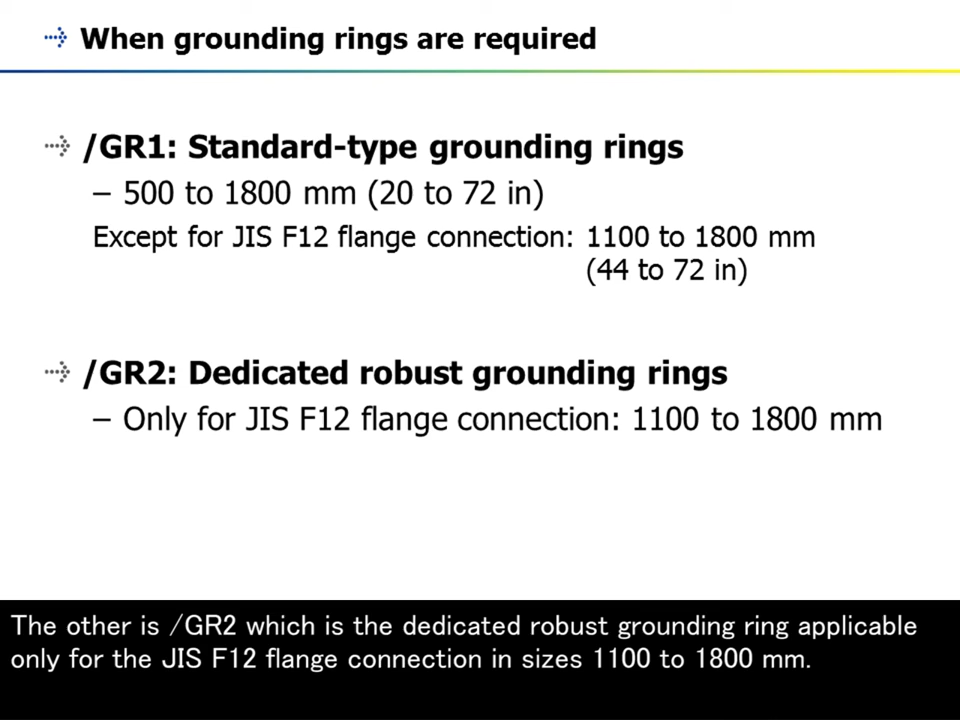 When grounding rings are required
/GR1: Standard-type grounding rings
– 500 to 1800 mm (20 to 72 in)
Except for JIS F12 flange connection: 1100 to 1800 mm
(44 to 72 in)
/GR2: Dedicated robust grounding rings
– Only for JIS F12 flange connection: 1100 to 1800 mm
The other is /GR2 which is the dedicated robust grounding ring applicable
only for the JIS F12 flange connection in sizes 1100 to 1800 mm.